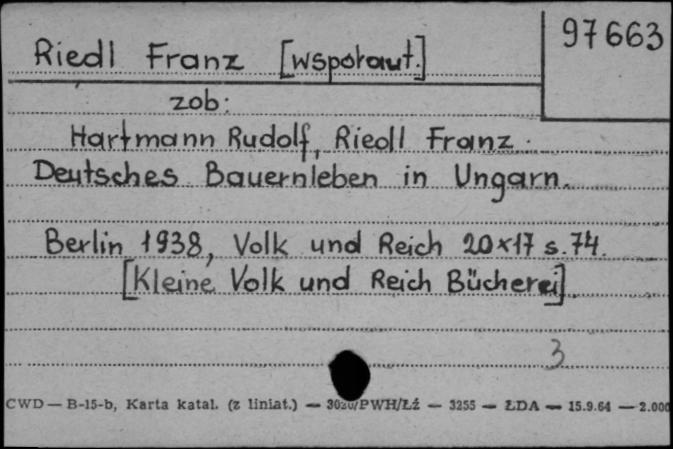 97663
Riedl Franz [współaut.]
zob:
Hartmann Rudolf, Riedl Franz.
Deutsches Bauernleben in Ungarn.
Berlin 1938, Volk und Reich 20×17 s.74.
[Kleine Volk und Reich Bücherei]
3
CWD — B-15-b, Karta katal. (z liniat.) — 3020/PWH/Łź — 3255 — ŁDA — 15.9.64 — 2.000